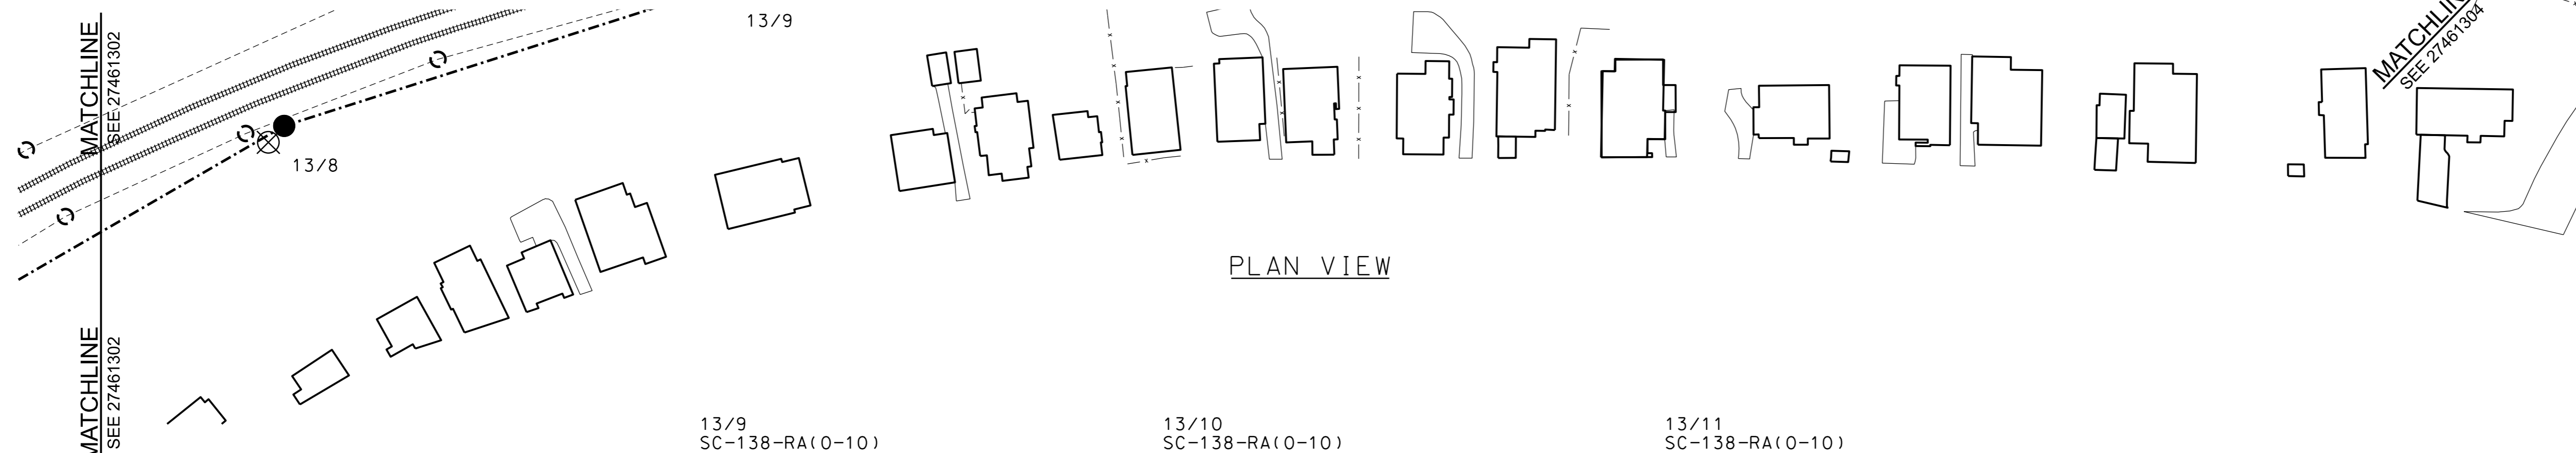 MATCHLINE
SEE 27461302
13/9
13/8
MATCHLINE
SEE 27461304
PLAN VIEW
MATCHLINE
SEE 27461302
13/9
SC-138-RA(0-10)
13/10
SC-138-RA(0-10)
13/11
SC-138-RA(0-10)